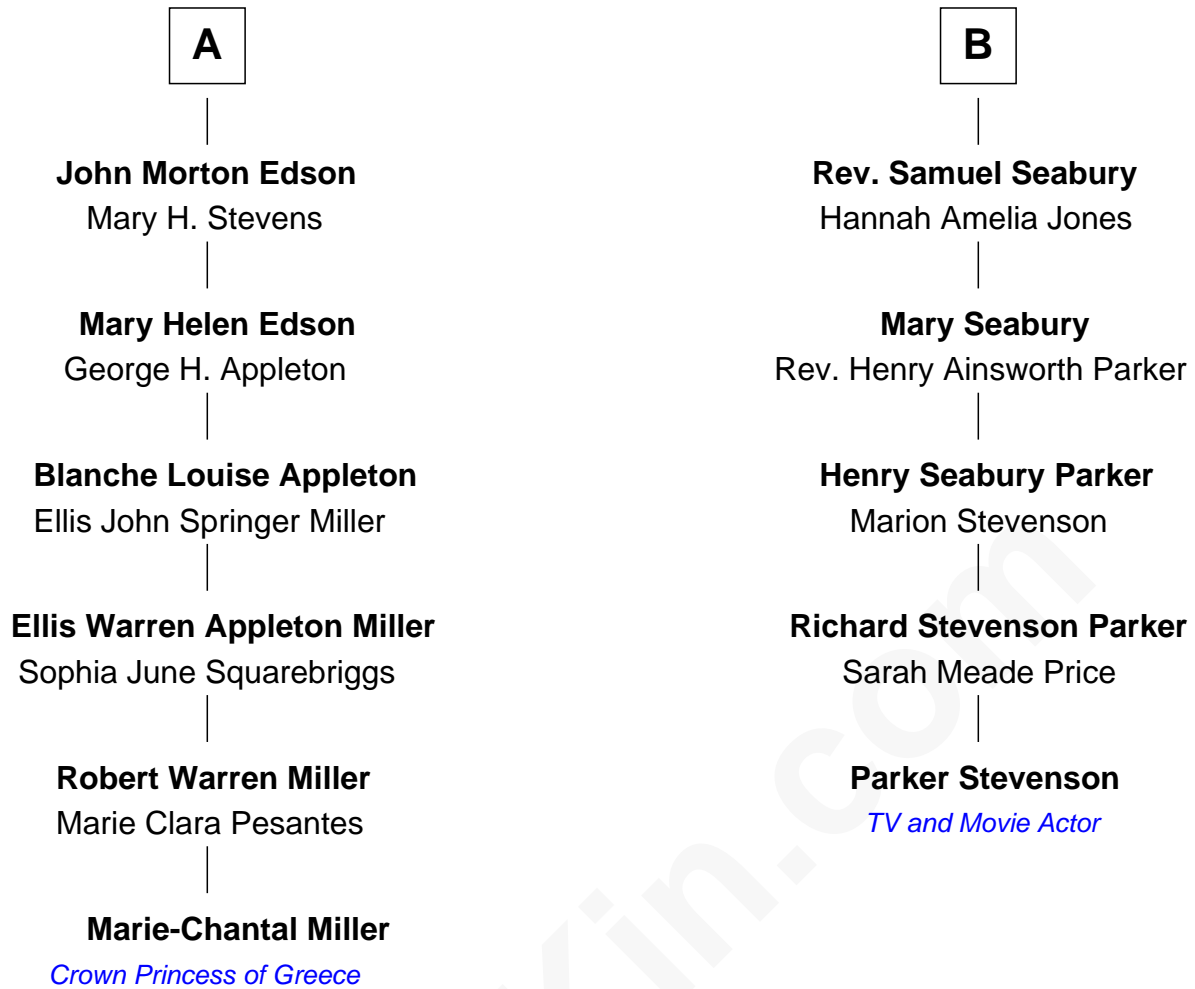 A
John Morton Edson
Mary H. Stevens
Mary Helen Edson
George H. Appleton
Blanche Louise Appleton
Ellis John Springer Miller
Ellis Warren Appleton Miller
Sophia June Squarebriggs
Robert Warren Miller
Marie Clara Pesantes
Marie-Chantal Miller
Crown Princess of Greece
B
Rev. Samuel Seabury
Hannah Amelia Jones
Mary Seabury
Rev. Henry Ainsworth Parker
Henry Seabury Parker
Marion Stevenson
Richard Stevenson Parker
Sarah Meade Price
Parker Stevenson
TV and Movie Actor
Kin.com